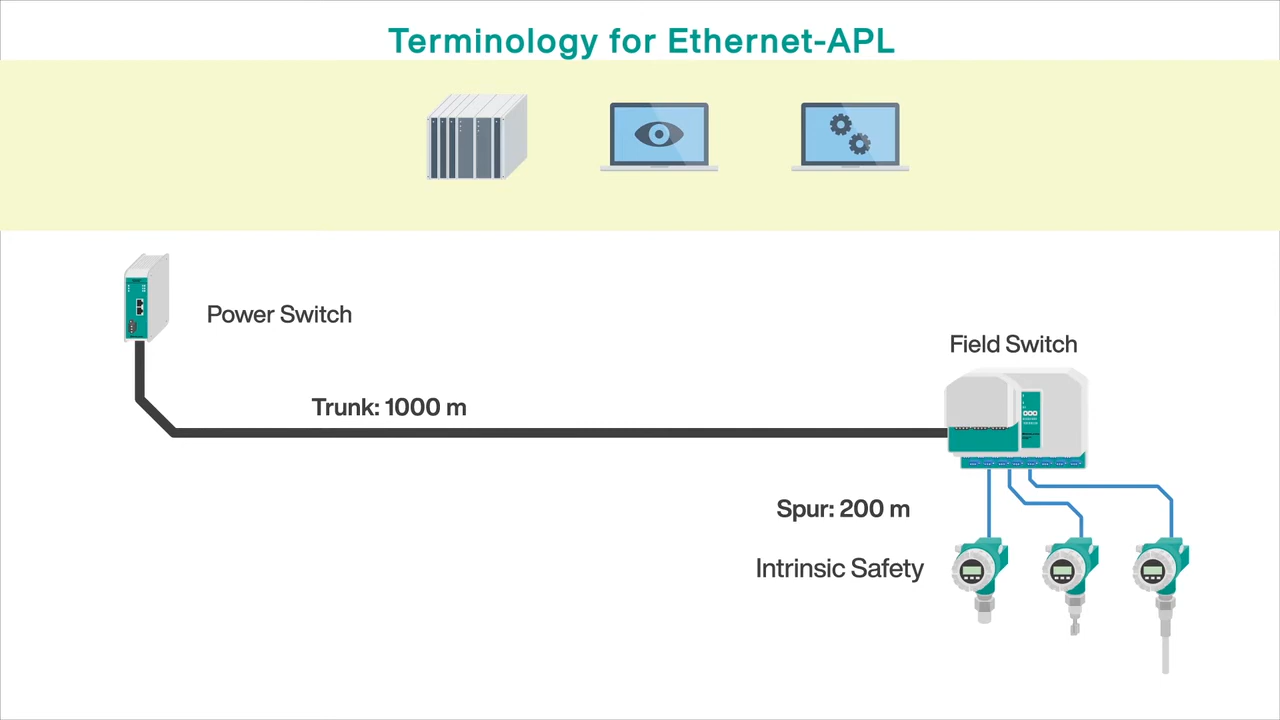 Terminology for Ethernet-APL
Power Switch
Field Switch
Trunk: 1000 m
Spur: 200 m
Intrinsic Safety